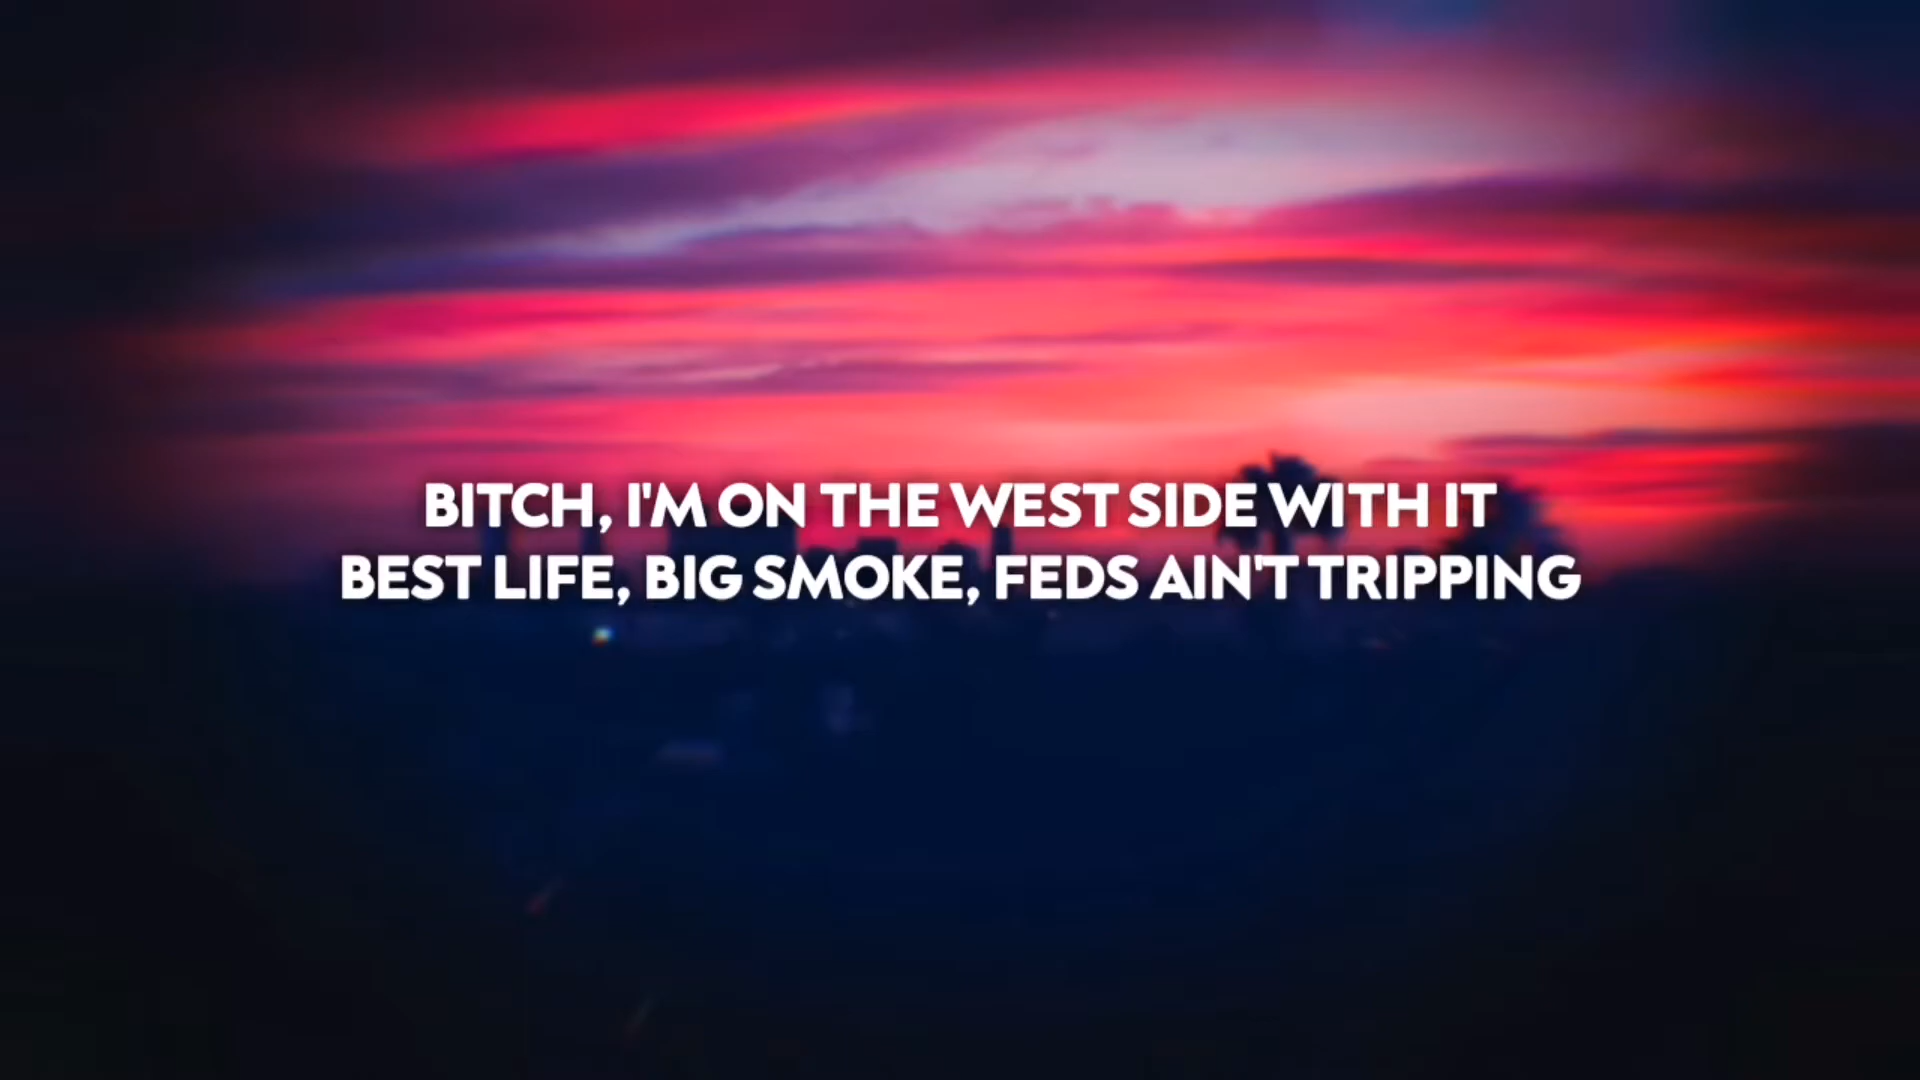 BITCH, I'M ON THE WEST SIDE WITH IT
BEST LIFE, BIG SMOKE, FEDS AIN'T TRIPPING